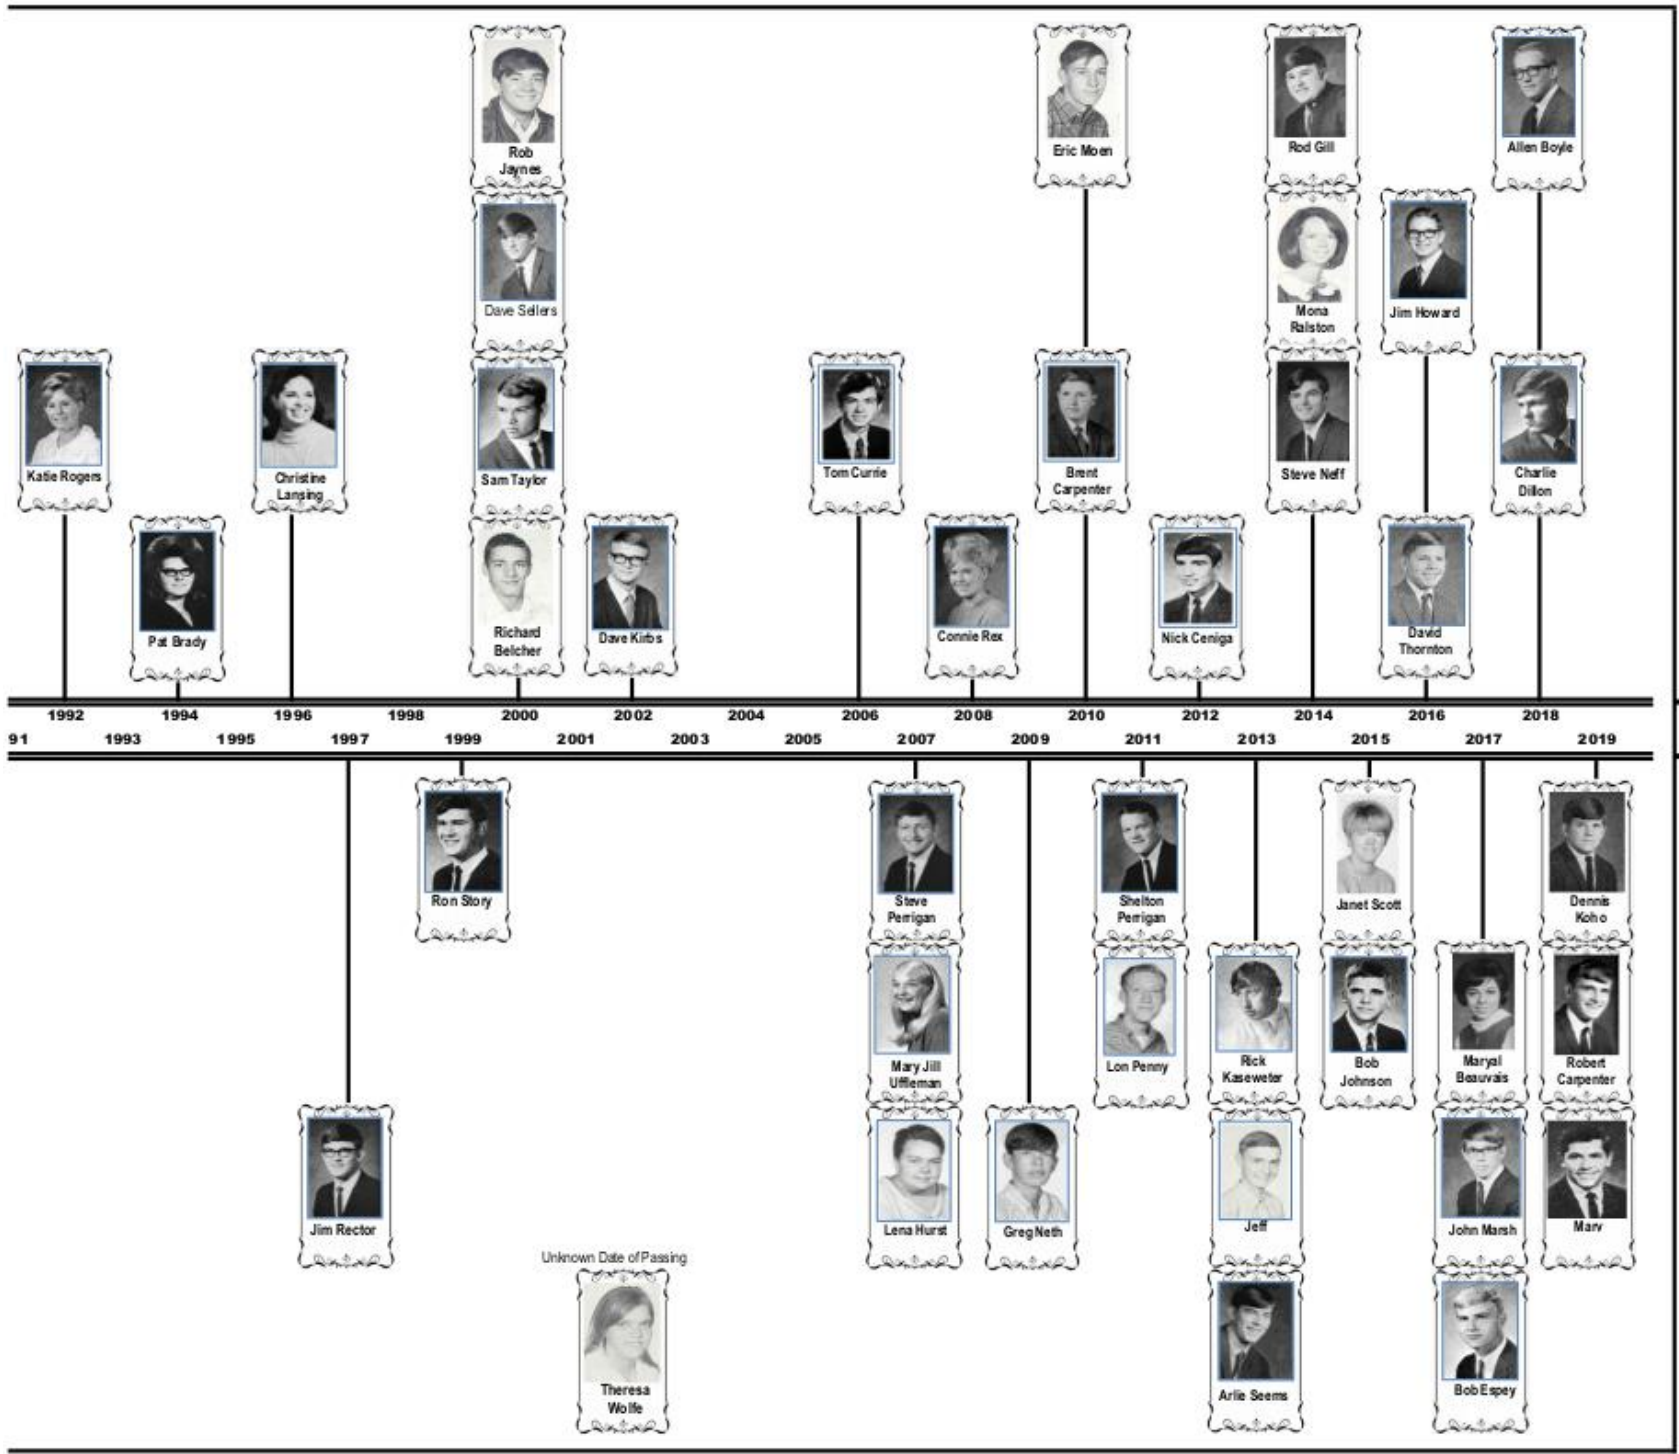 Rob
Jaynes
Eric Moen
Rod Gill
Allen Boyle
Dave Sellers
Mona
Ralston
Jim Howard
Katie Rogers
Christine
Lansing
Sam Taylor
Tom Currie
Brent
Carpenter
Steve Neff
Charlie
Dillon
Pat Brady
Richard
Belcher
Dave Kirbs
Connie Rex
Nick Ceniga
David
Thornton
1992 1994 1996 1998 2000 2002 2004 2006 2008 2010 2012 2014 2016 2018
91 1993 1995 1997 1999 2001 2003 2005 2007 2009 2011 2013 2015 2017 2019
Ron Story
Steve
Perrigan
Shelton
Perrigan
Janet Scott
Dennis
Koho
Mary Jill
Uffleman
Lon Penny
Rick
Kaseweter
Bob
Johnson
Maryal
Beauvais
Robert
Carpenter
Jim Rector
Lena Hurst
Greg Neth
Jeff
John Marsh
Marv
Unknown Date of Passing
Theresa
Wolfe
Arlie Seems
Bob Espey